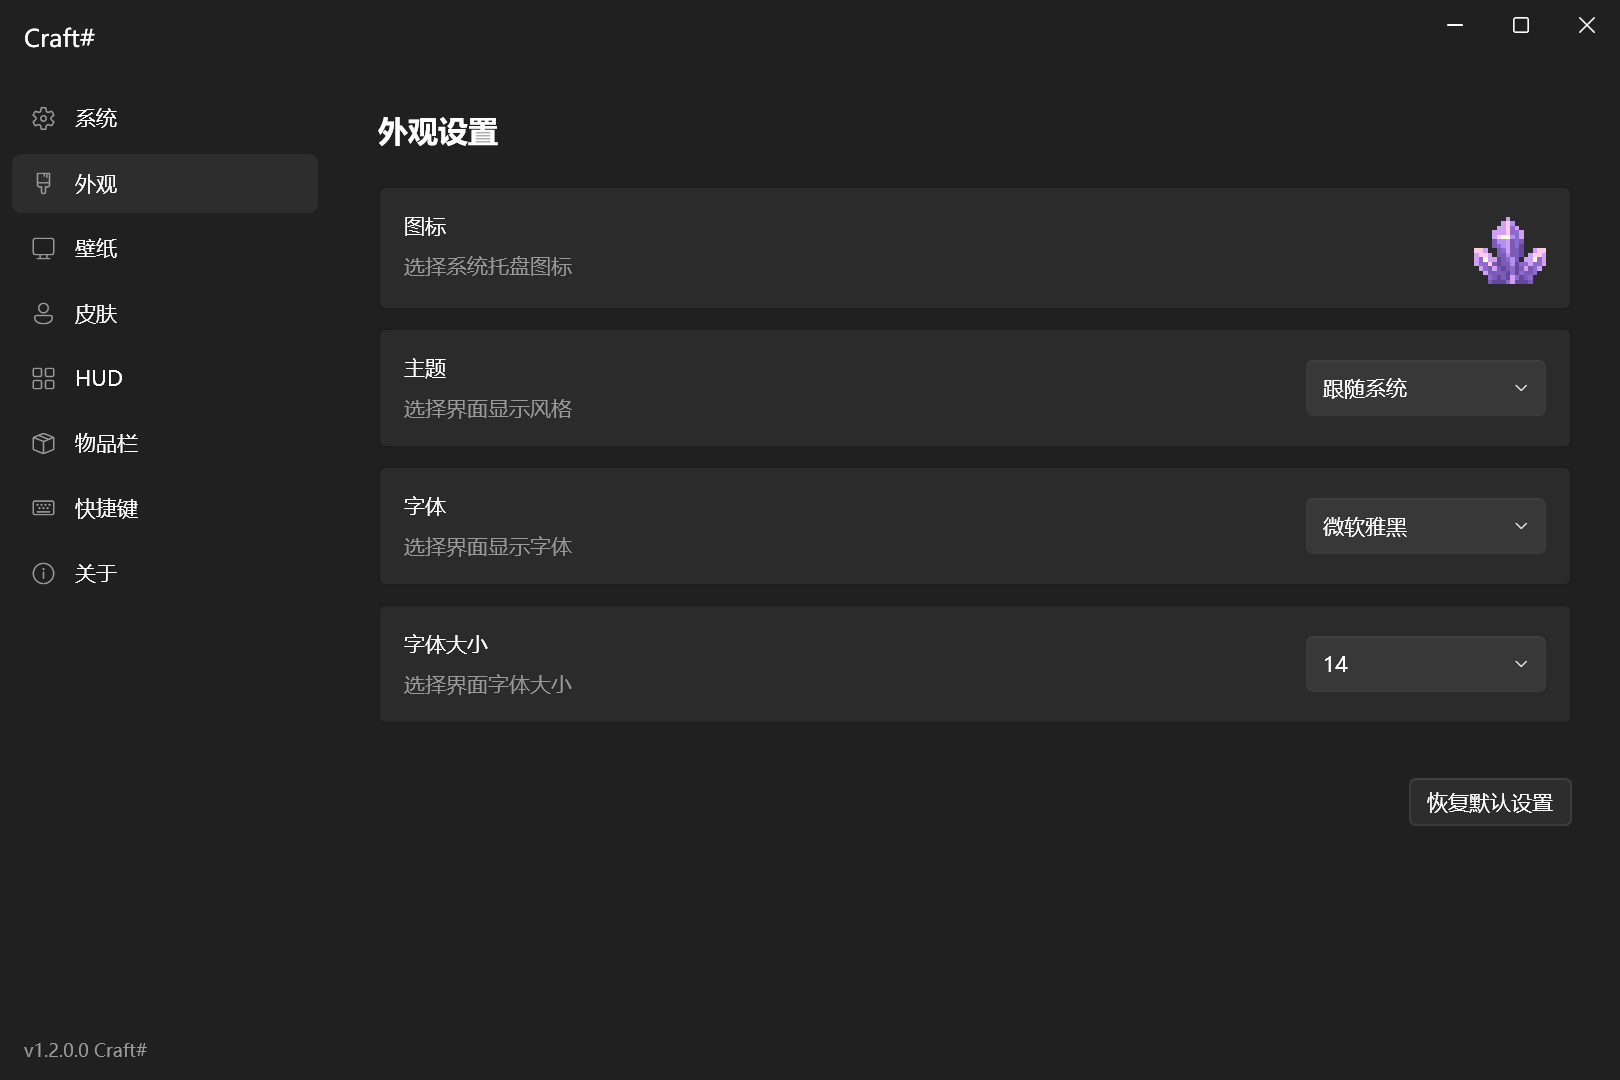 Craft#
系统
外观
壁纸
皮肤
HUD
物品栏
快捷键
关于
外观设置
图标
选择系统托盘图标
主题
选择界面显示风格
跟随系统
字体
选择界面显示字体
微软雅黑
字体大小
选择界面字体大小
14
恢复默认设置
v1.2.0.0 Craft#